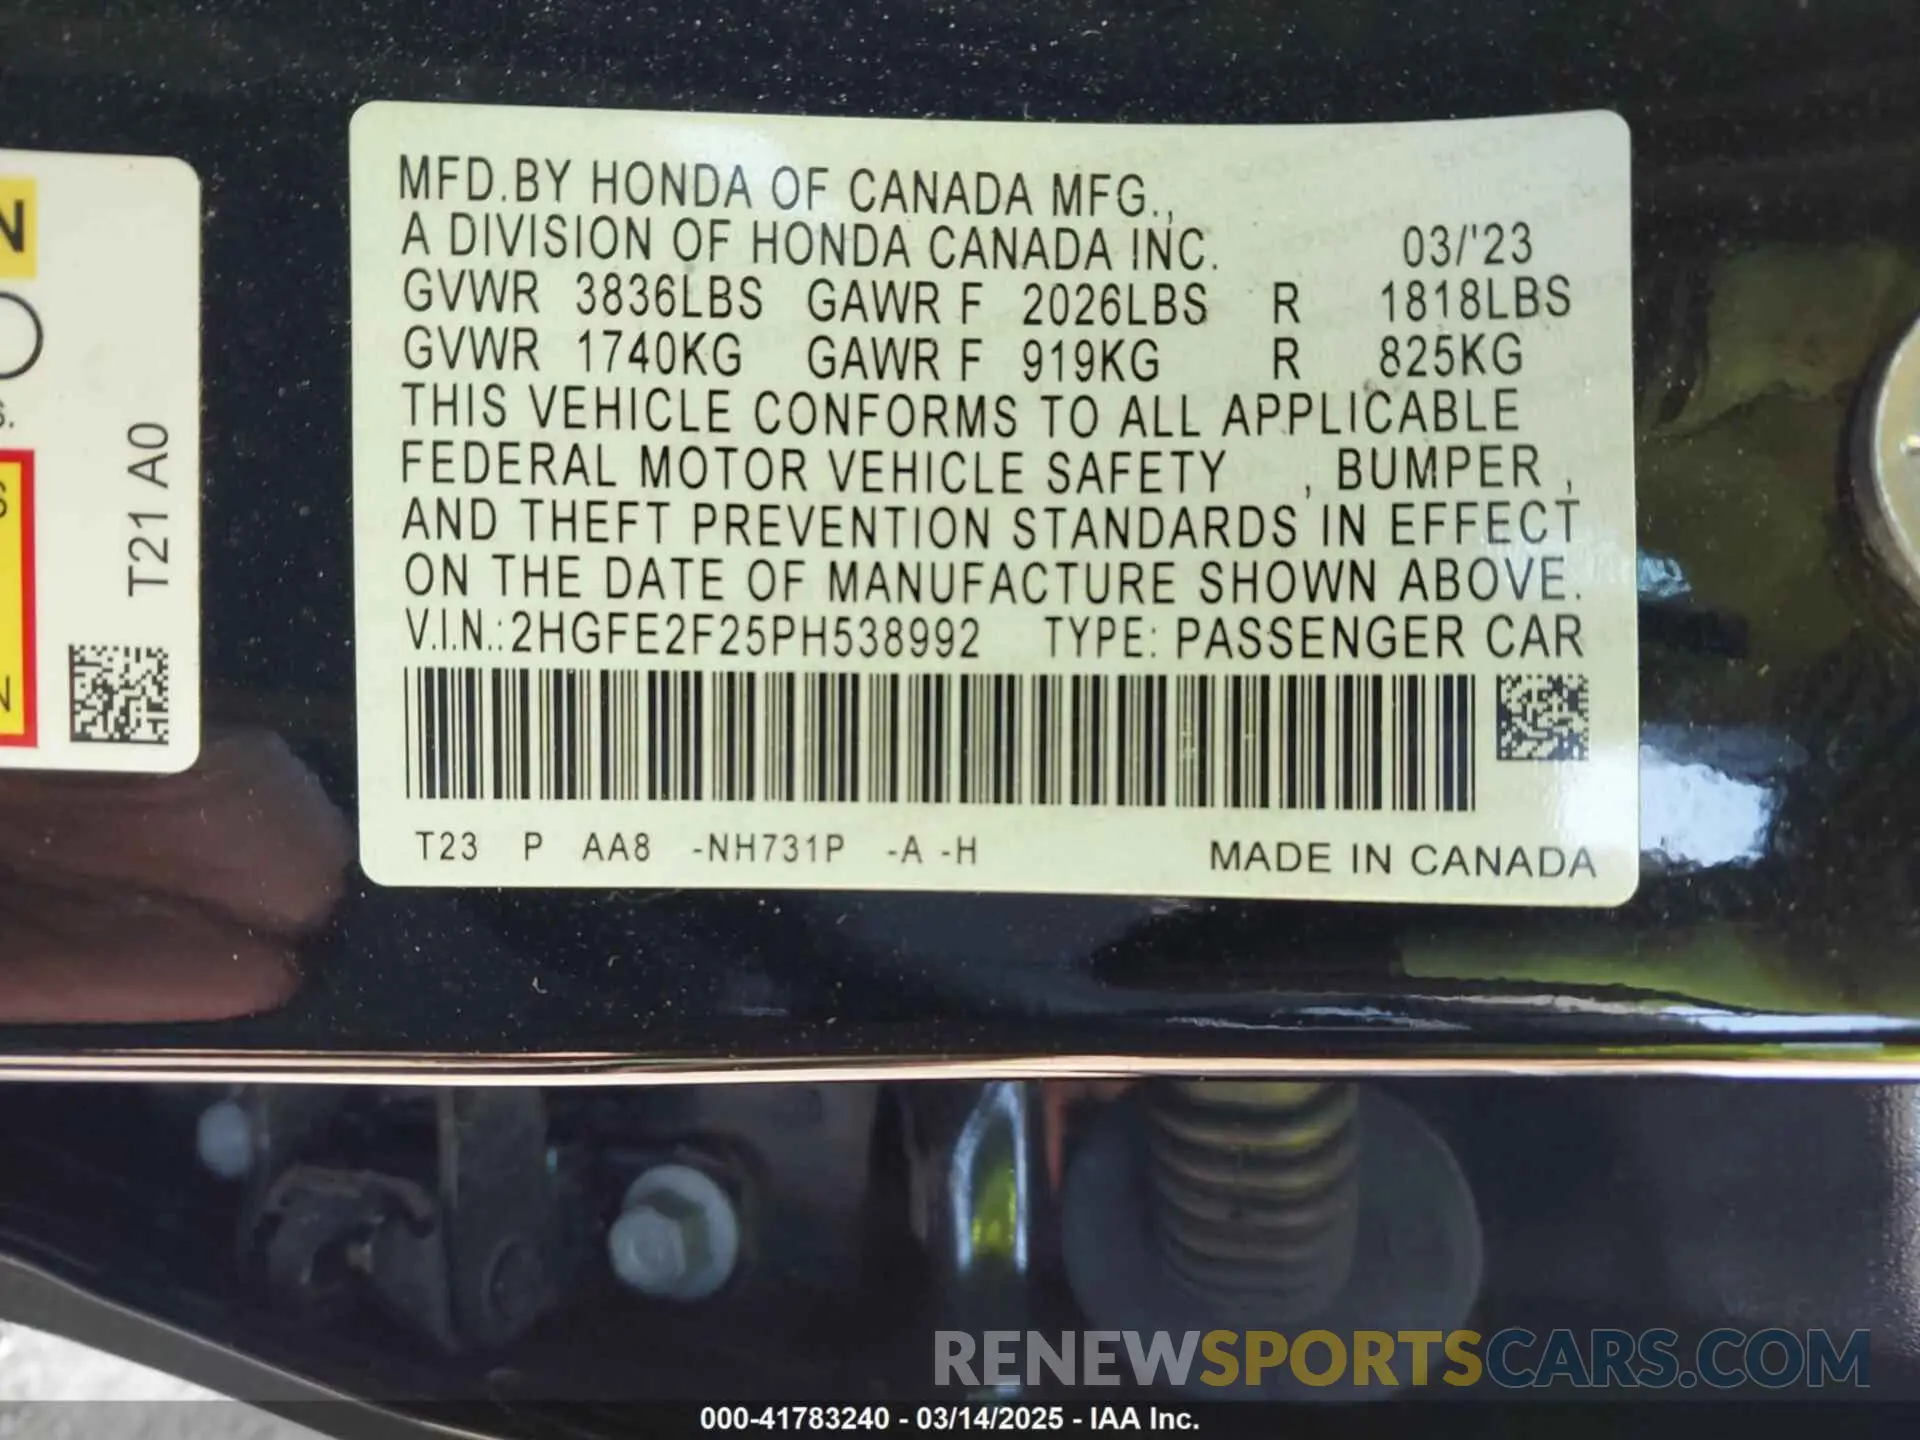 MFD.BY HONDA OF CANADA MFG.,
A DIVISION OF HONDA CANADA INC. 03/'23
GVWR 3836LBS GAWR F 2026LBS R 1818LBS
GVWR 1740KG GAWR F 919KG R 825KG
THIS VEHICLE CONFORMS TO ALL APPLICABLE
FEDERAL MOTOR VEHICLE SAFETY , BUMPER ,
AND THEFT PREVENTION STANDARDS IN EFFECT
ON THE DATE OF MANUFACTURE SHOWN ABOVE.
V.I.N.:2HGFE2F25PH538992 TYPE: PASSENGER CAR
T23 P AA8 -NH731P -A -H MADE IN CANADA
T21 A0
N
S.
S
N
RENEWSPORTSCARS.COM
000-41783240 - 03/14/2025 - IAA Inc.